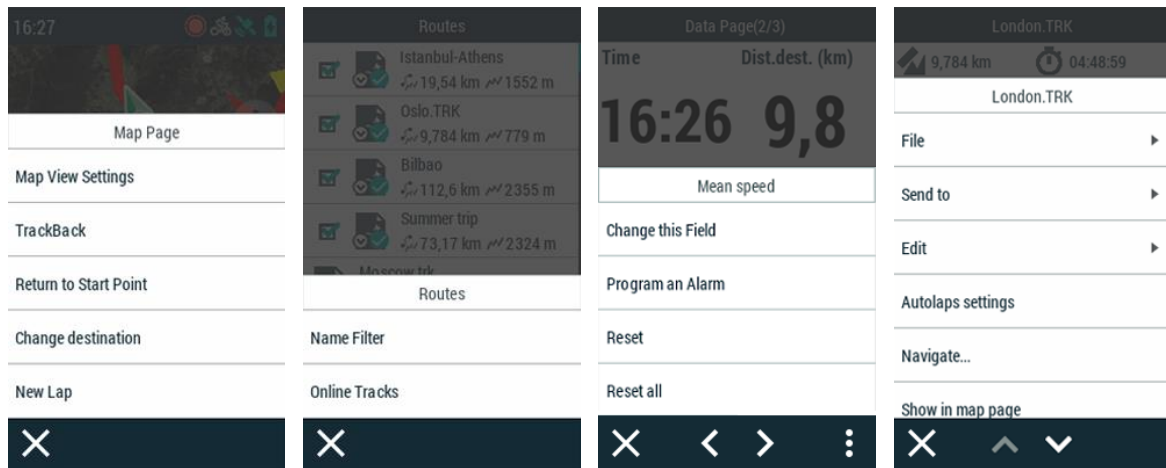 16:27
Map Page
Map View Settings
TrackBack
Return to Start Point
Change destination
New Lap
Routes
Istanbul-Athens
19,54 km 1552 m
Oslo.TRK
9,784 km 779 m
Bilbao
112,6 km 2355 m
Summer trip
73,17 km 2324 m
Moscow trk
Routes
Name Filter
Online Tracks
Data Page(2/3)
Time Dist.dest. (km)
16:26 9,8
Mean speed
Change this Field
Program an Alarm
Reset
Reset all
London.TRK
9,784 km 04:48:59
London.TRK
File
Send to
Edit
Autolaps settings
Navigate...
Show in map page